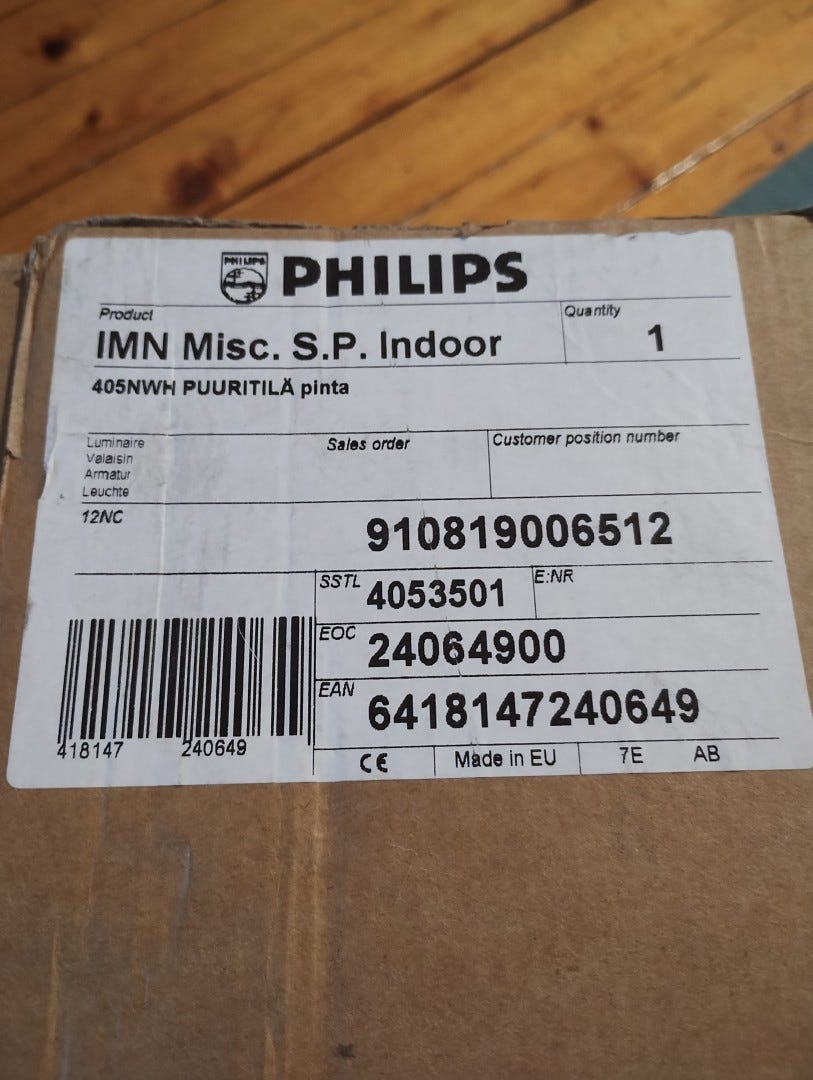 PHILIPS
PHILIPS
Product
Quantity
IMN Misc. S.P. Indoor
1
405NWH PUURITILÄ pinta
Luminaire
Valaisin
Armatur
Leuchte
Sales order
Customer position number
12NC
910819006512
SSTL
4053501
E:NR
EOC
24064900
EAN
6418147240649
418147 240649
CE
Made in EU
7E
AB